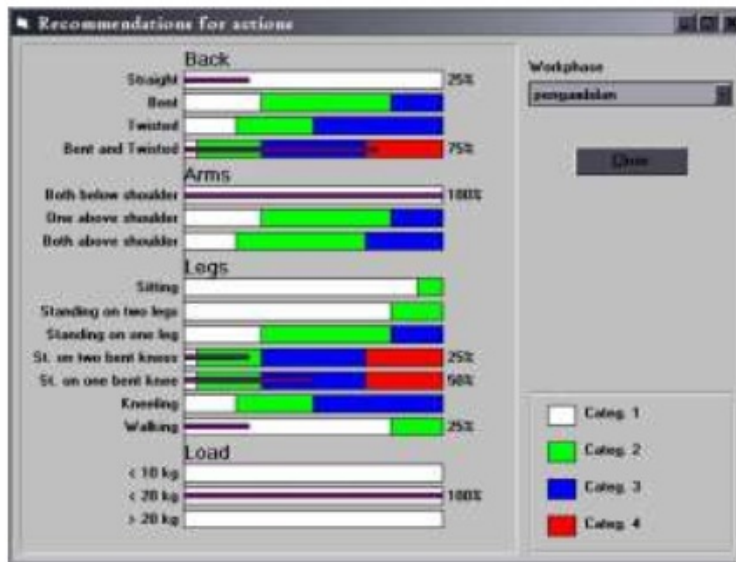 Recommendations for actions
Back
Straight 25%
Bent
Twisted
Bent and Twisted 75%
Arms
Both below shoulder 100%
One above shoulder
Both above shoulder
Legs
Sitting
Standing on two legs
Standing on one leg
St. on two bent knees 25%
St. on one bent knee 50%
Kneeling
Walking 25%
Load
< 10 kg
< 20 kg 100%
> 20 kg
Workphase
Close
Categ. 1
Categ. 2
Categ. 3
Categ. 4